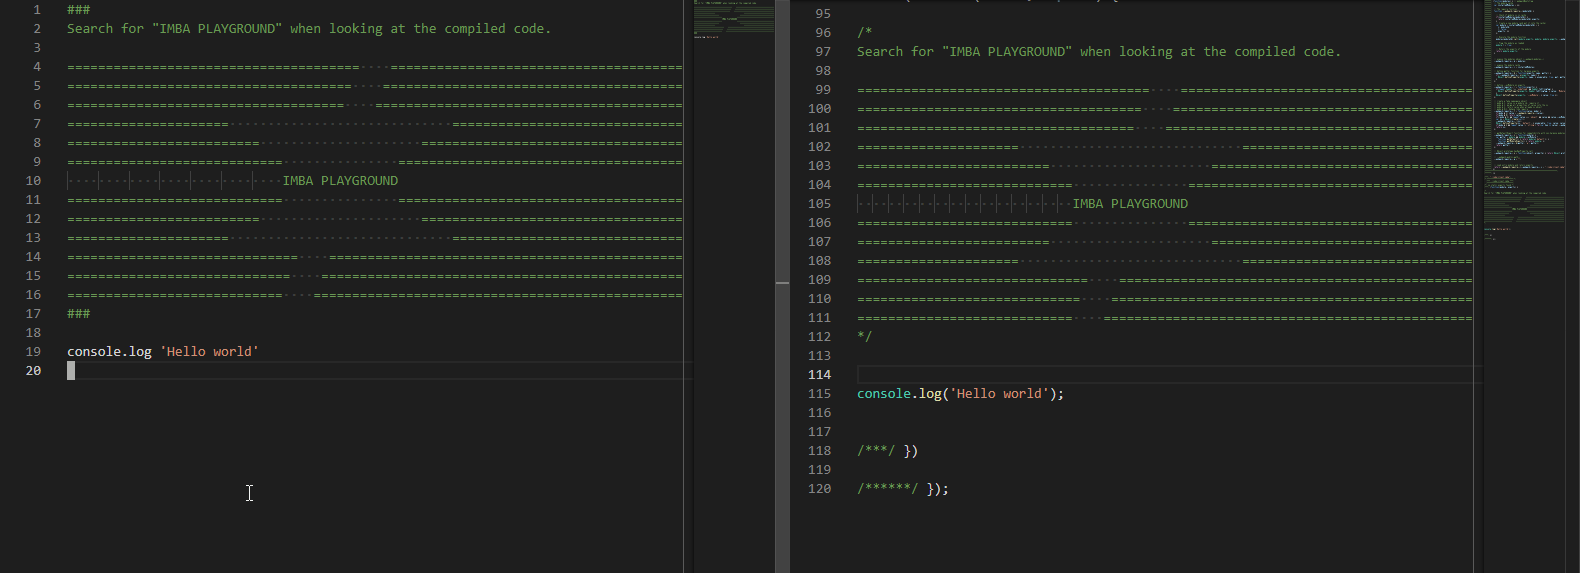 1 ###
2 Search for "IMBA PLAYGROUND" when looking at the compiled code.
3
4 ======================================    ======================================
5 =====================================    =======================================
6 ====================================    ========================================
7 =====================                             ==============================
8 =========================                     ==================================
9 ============================               =====================================
10                             IMBA PLAYGROUND
11 ============================               =====================================
12 =========================                     ==================================
13 =====================                             ==============================
14 ==============================    ==============================================
15 =============================    ===============================================
16 ============================    ================================================
17 ###
18
19 console.log 'Hello world'
20
95
96 /*
97 Search for "IMBA PLAYGROUND" when looking at the compiled code.
98
99 ======================================    ======================================
100 =====================================    =======================================
101 ====================================    ========================================
102 =====================                             ==============================
103 =========================                     ==================================
104 ============================               =====================================
105                             IMBA PLAYGROUND
106 ============================               =====================================
107 =========================                     ==================================
108 =====================                             ==============================
109 ==============================    ==============================================
110 =============================    ===============================================
111 ============================    ================================================
112 */
113
114
115 console.log('Hello world');
116
117
118 /***/ })
119
120 /******/ });